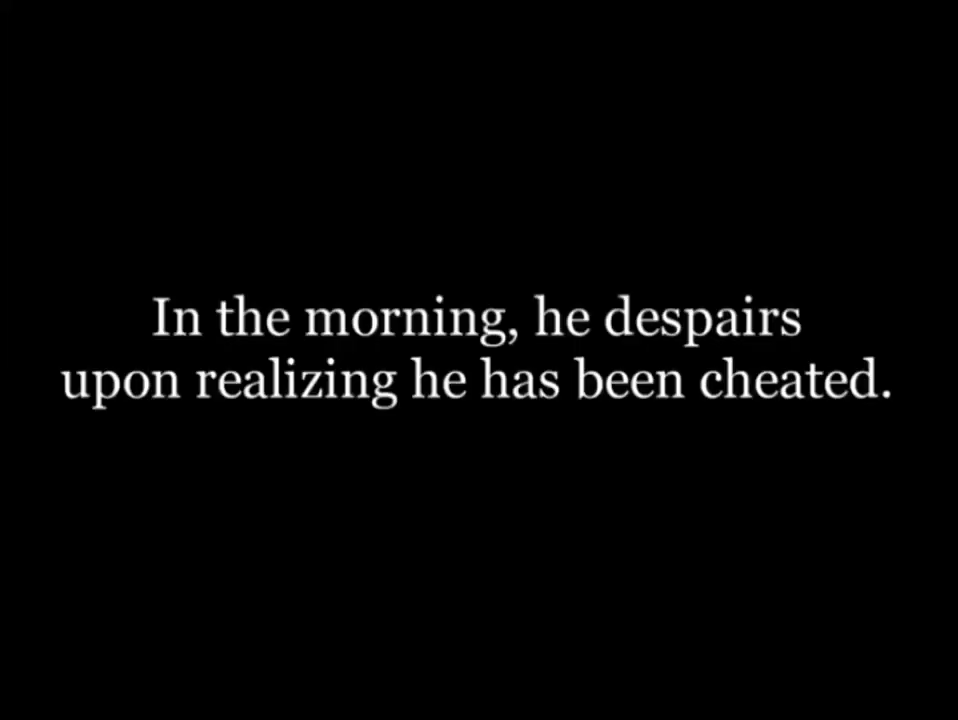 In the morning, he despairs
upon realizing he has been cheated.